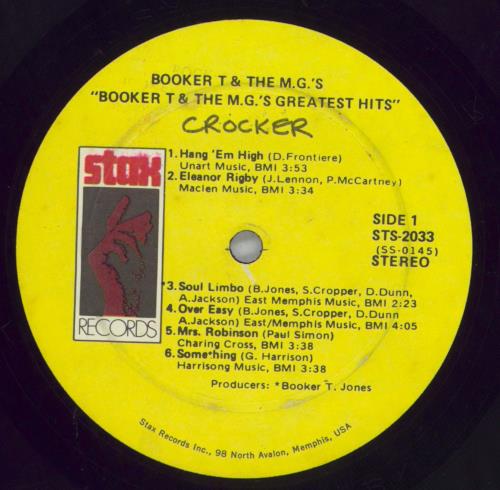 BOOKER T & THE M.G.'S
"BOOKER T & THE M.G.'S GREATEST HITS"
CROCKER
stax
RECORDS
1. Hang 'Em High (D. Frontiere)
Unart Music, BMI 3:53
2. Eleanor Rigby (J. Lennon, P. McCartney)
Maclen Music, BMI 3:34
SIDE 1
STS-2033
(SS-0145)
STEREO
*3. Soul Limbo (B. Jones, S. Cropper, D. Dunn,
A. Jackson) East Memphis Music, BMI 2:23
4. Over Easy (B. Jones, S. Cropper, D. Dunn
A. Jackson) East/Memphis Music, BMI 4:05
5. Mrs. Robinson (Paul Simon)
Charing Cross, BMI 3:38
6. Something (G. Harrison)
Harrisong Music, BMI 3:38
Producers: *Booker T. Jones
Stax Records Inc., 98 North Avalon, Memphis, USA